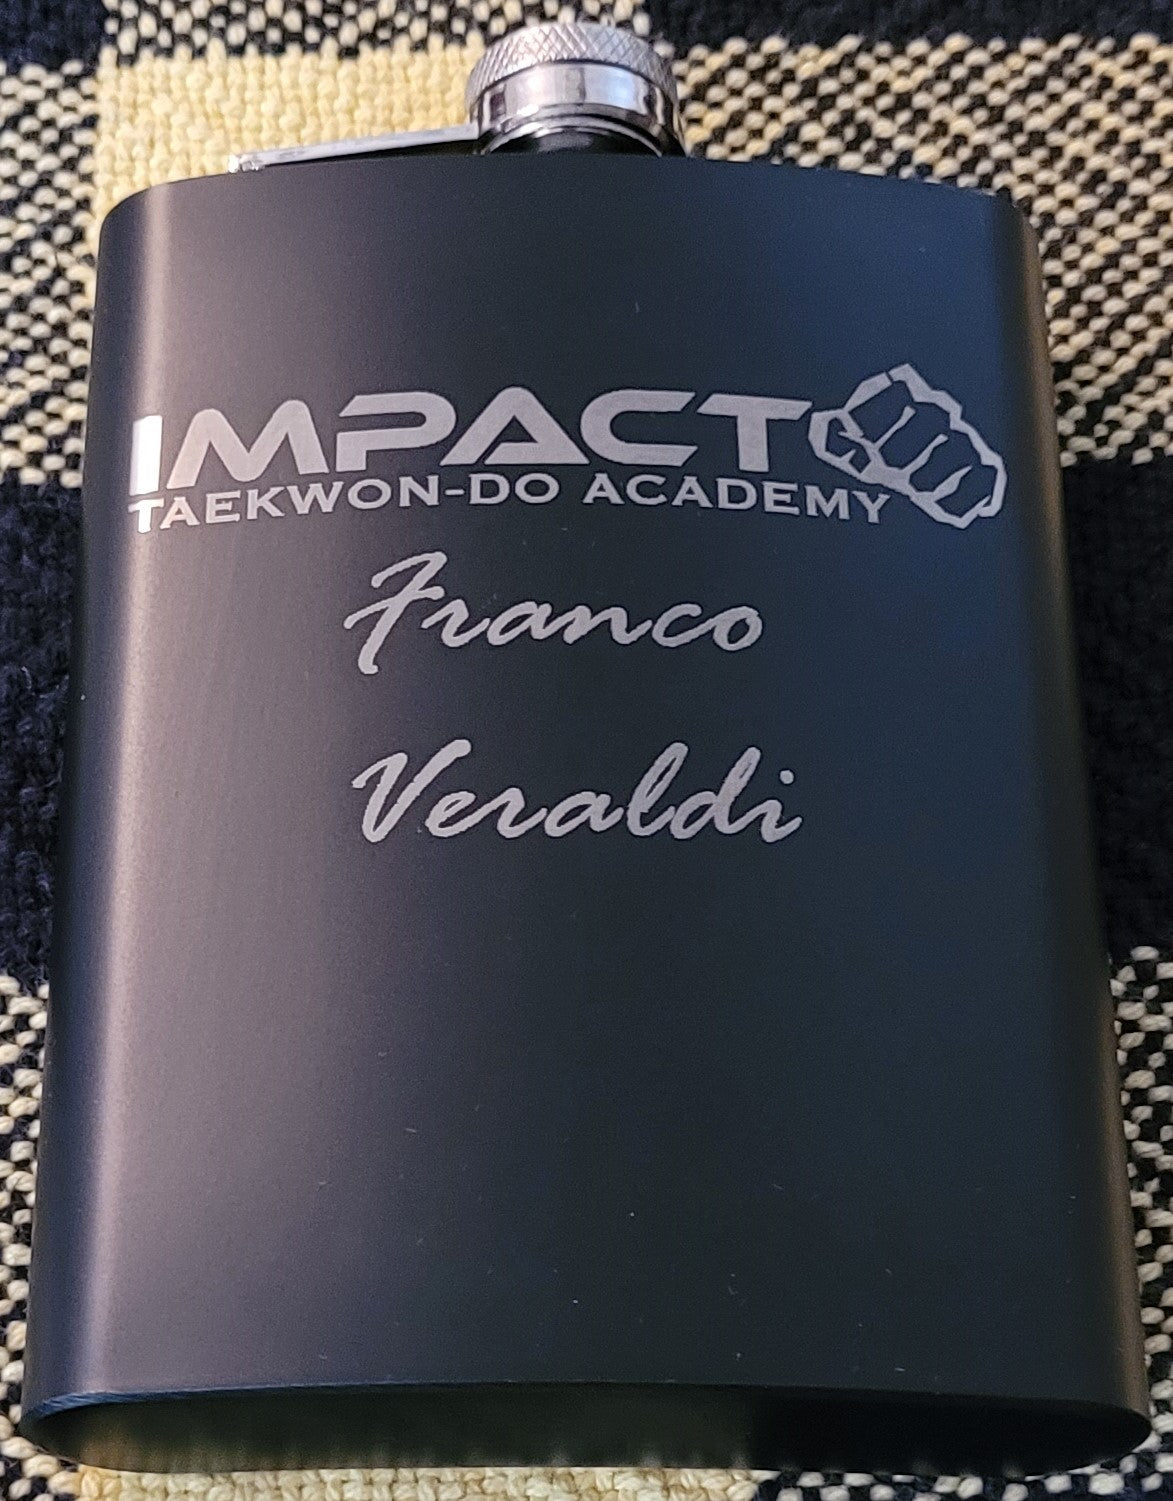 IMPACT
TAEKWON-DO ACADEMY
Franco
Veraldi